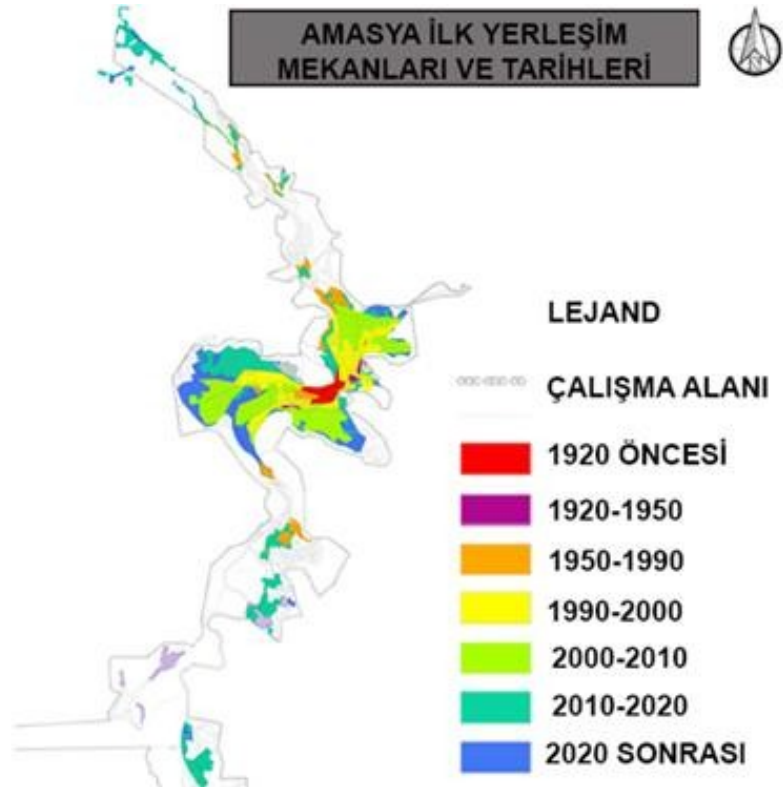 AMASYA İLK YERLEŞİM
MEKANLARI VE TARİHLERİ
N
LEJAND
ÇALIŞMA ALANI
1920 ÖNCESİ
1920-1950
1950-1990
1990-2000
2000-2010
2010-2020
2020 SONRASI